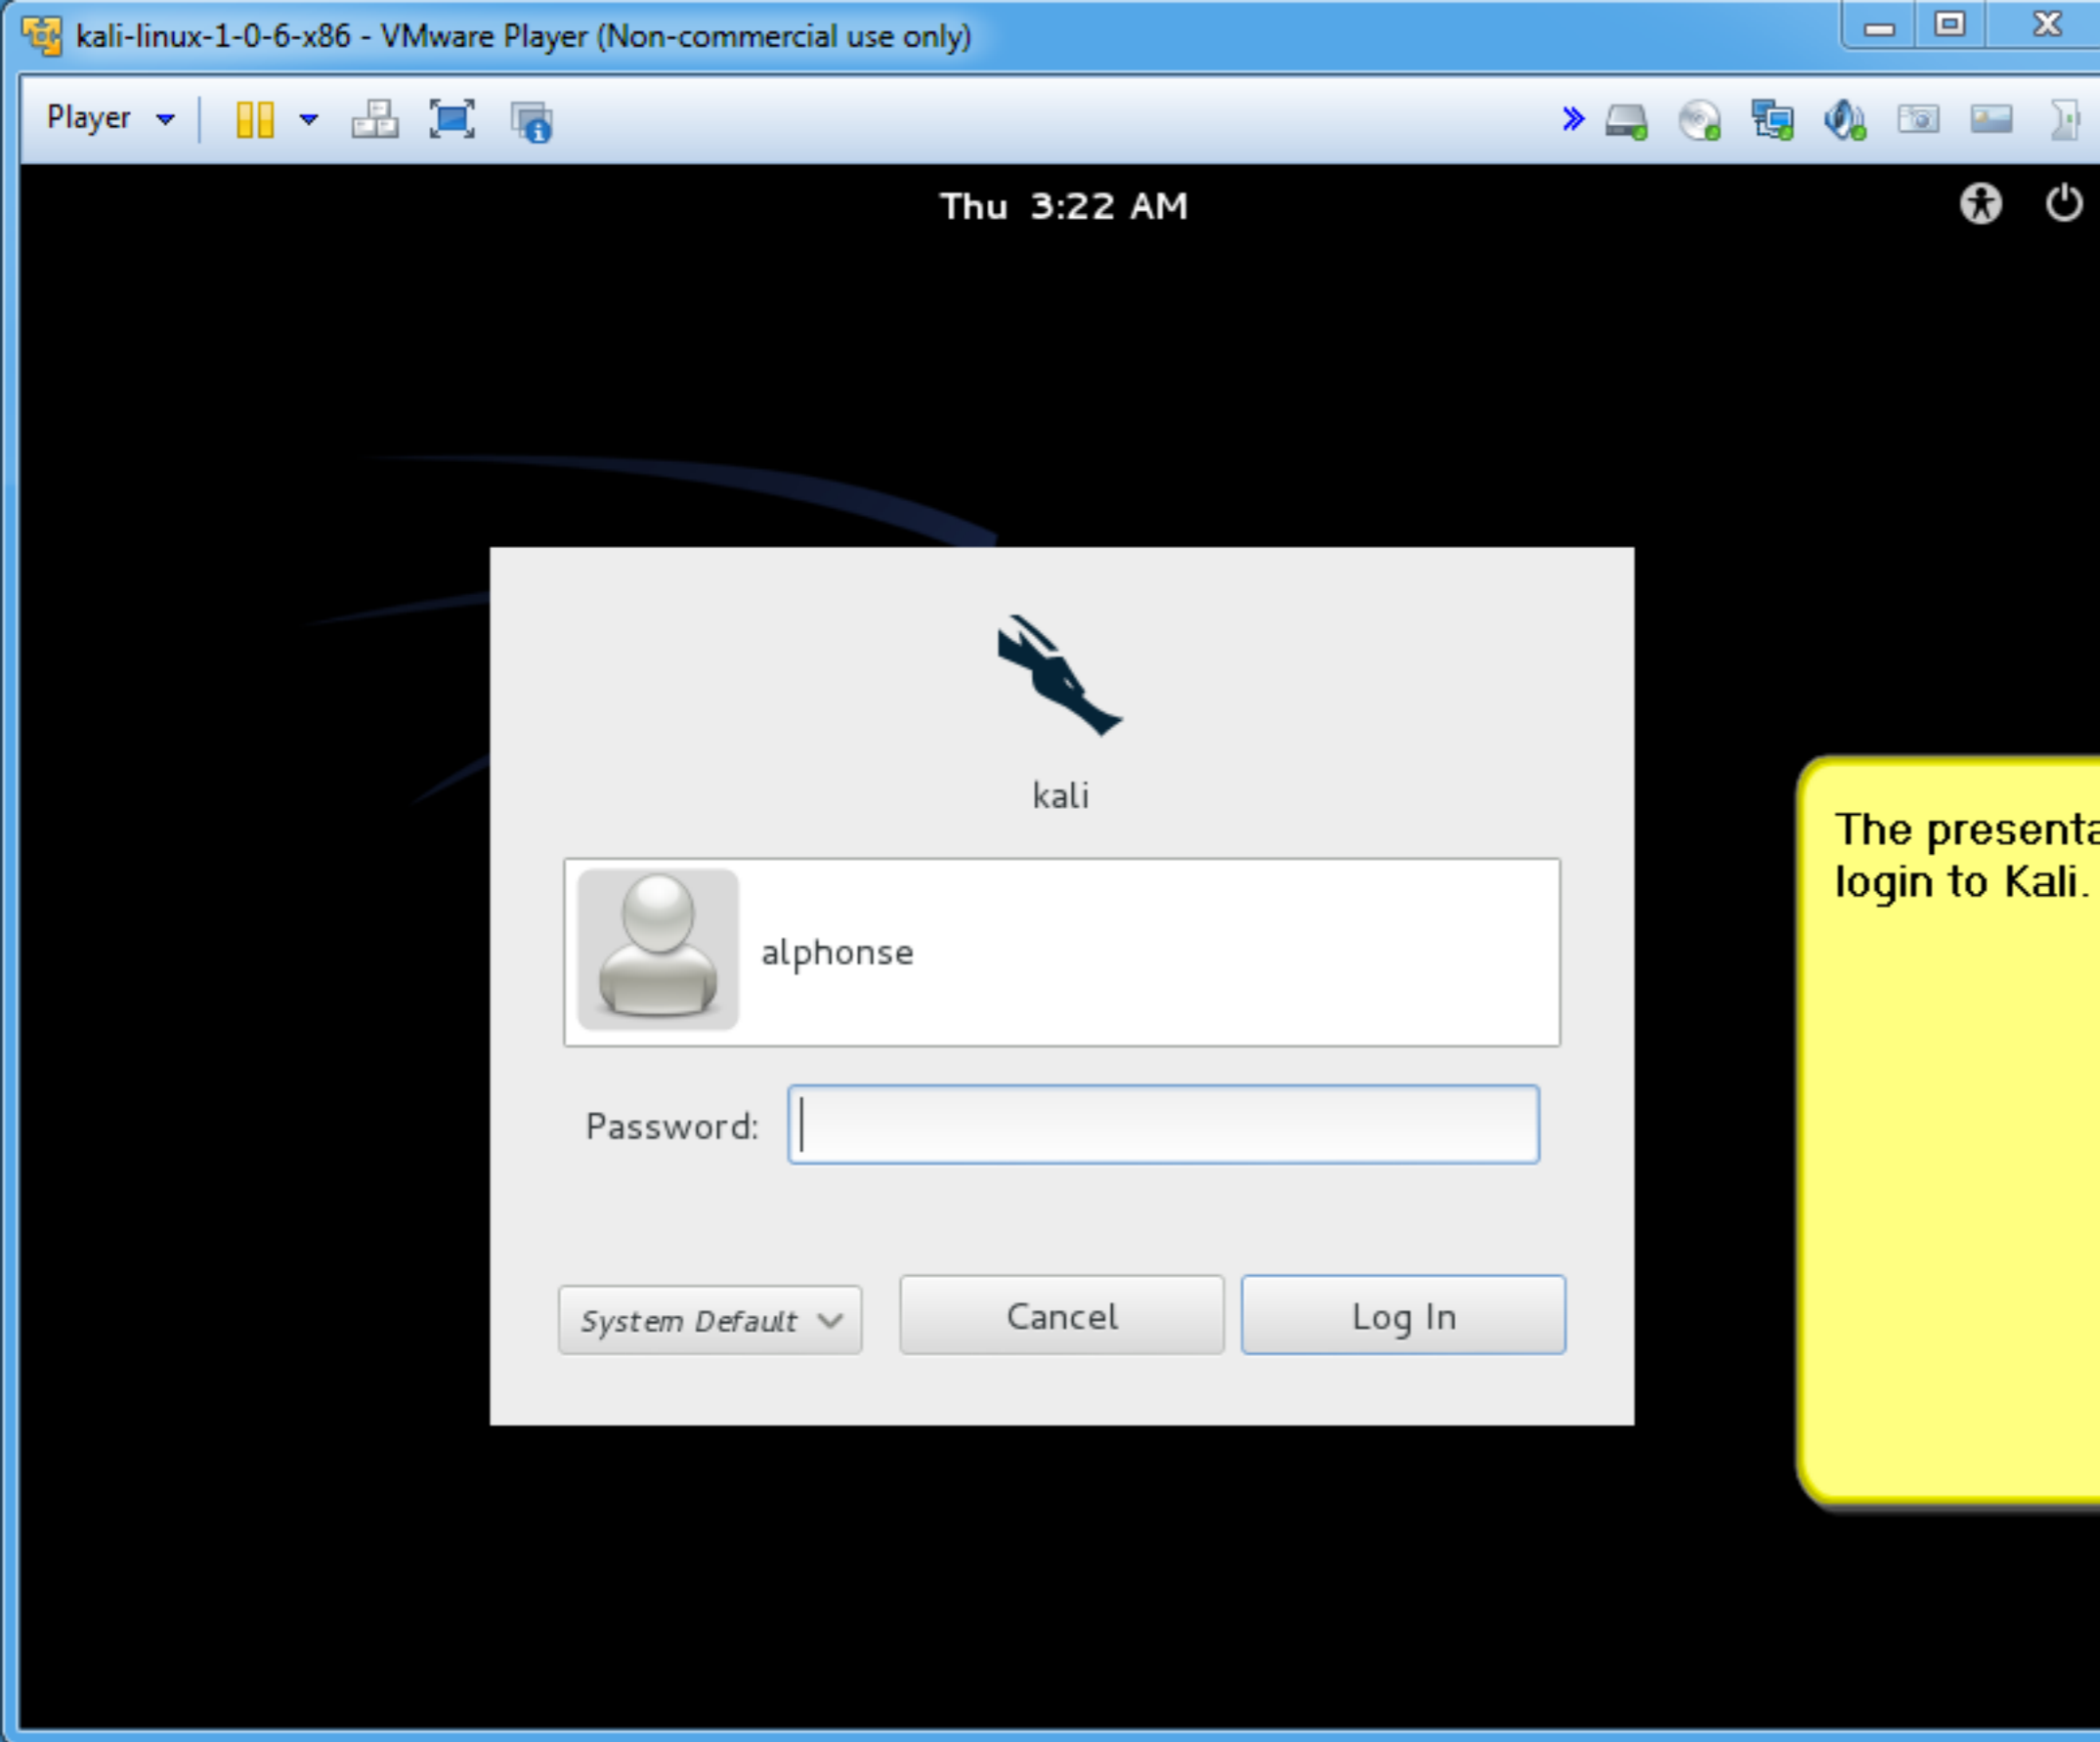 kali-linux-1-0-6-x86 - VMware Player (Non-commercial use only)
Player
Thu 3:22 AM
kali
alphonse
Password:
System Default
Cancel
Log In
The
login to Kali.